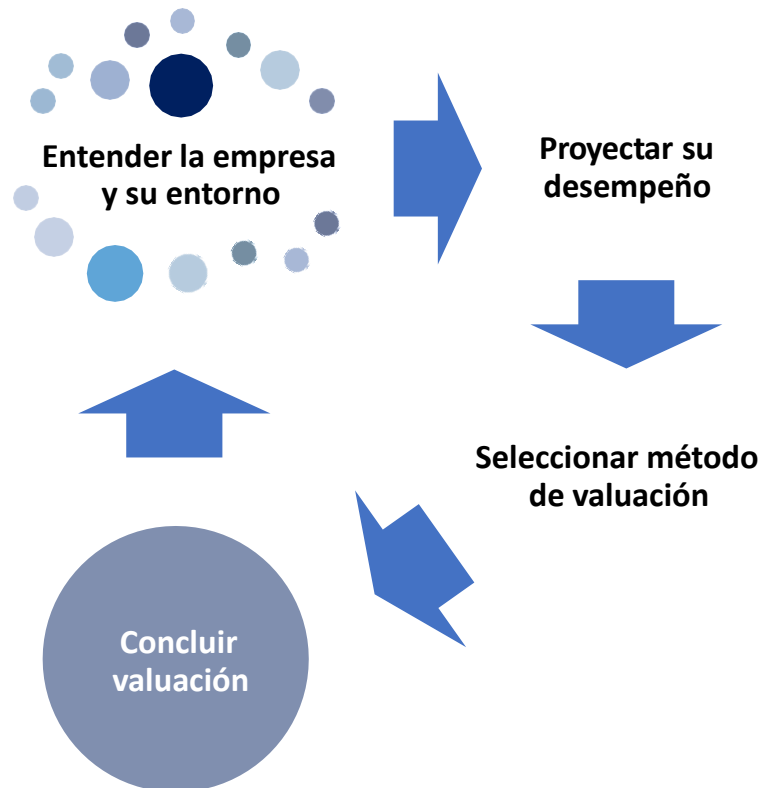 Entender la empresa
y su entorno
Proyectar su
desempeño
Seleccionar método
de valuación
Concluir
valuación